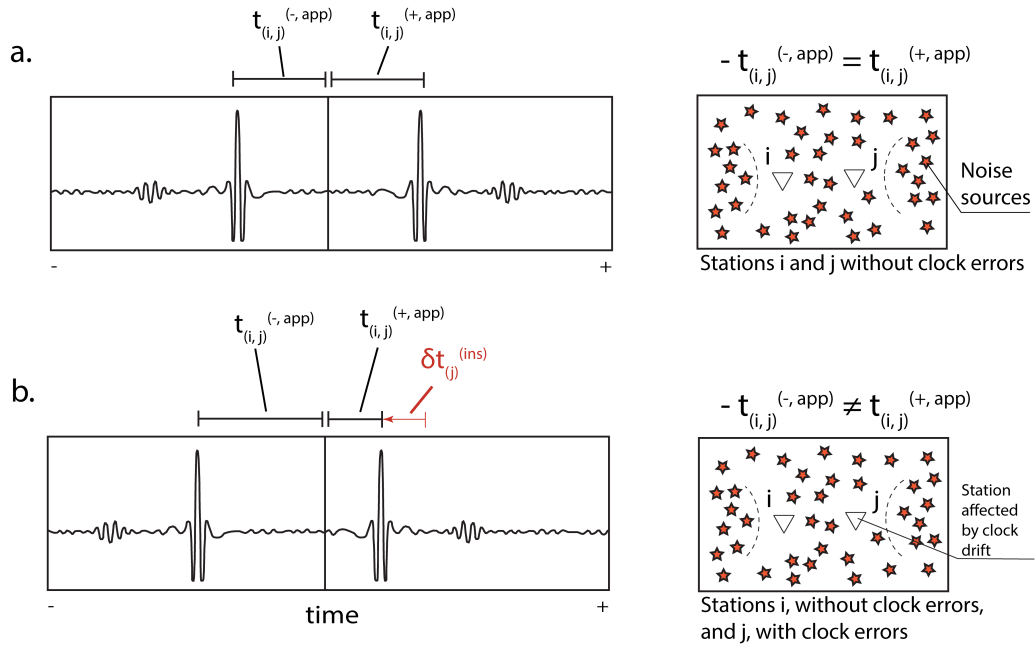 a.
t(i, j)(-, app)
t(i, j)(+, app)
- t(i, j)(-, app) = t(i, j)(+, app)
i
j
Noise
sources
-
+
Stations i and j without clock errors
b.
t(i, j)(-, app)
t(i, j)(+, app)
δt(j)(ins)
- t(i, j)(-, app) ≠ t(i, j)(+, app)
i
j
Station
affected
by clock
drift
-
time
+
Stations i, without clock errors,
and j, with clock errors